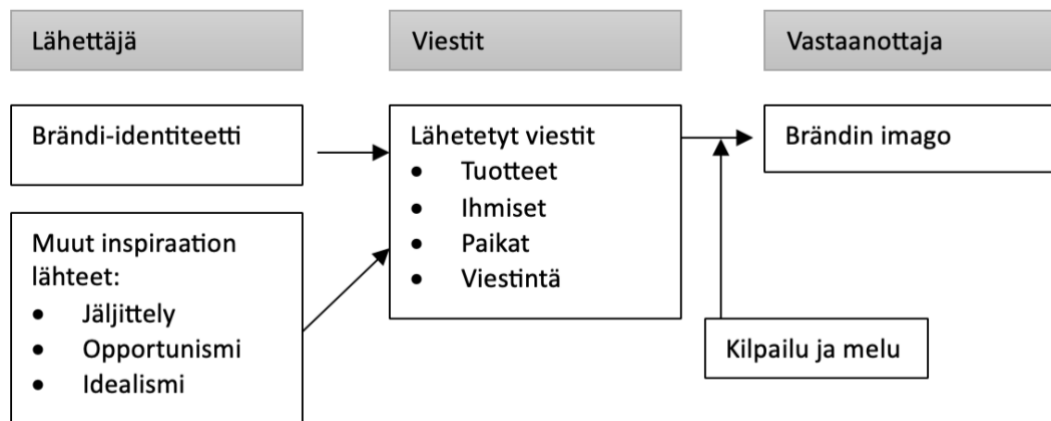 Lähettäjä
Viestit
Vastaanottaja
Brändi-identiteetti
Muut inspiraation
lähteet:
• Jäljittely
• Opportunismi
• Idealismi
Lähetetyt viestit
• Tuotteet
• Ihmiset
• Paikat
• Viestintä
Brändin imago
Kilpailu ja melu